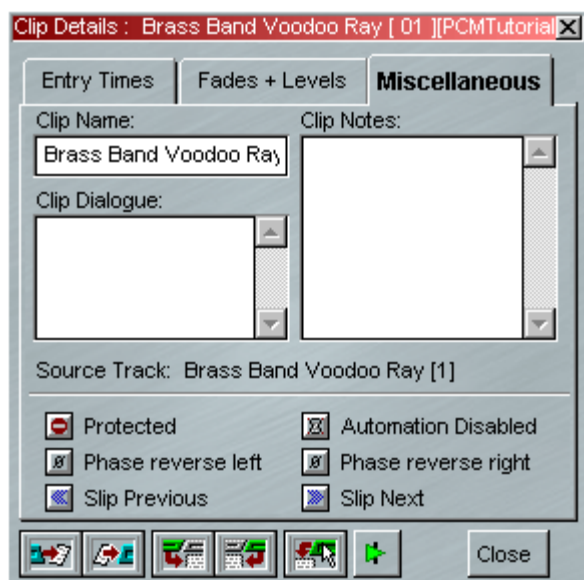 Clip Details : Brass Band Voodoo Ray [ 01 ][PCMTutorial
Entry Times
Fades + Levels
Miscellaneous
Clip Name:
Clip Notes:
Brass Band Voodoo Ray
Clip Dialogue:
Source Track: Brass Band Voodoo Ray [1]
Protected
Automation Disabled
Phase reverse left
Phase reverse right
Slip Previous
Slip Next
Close